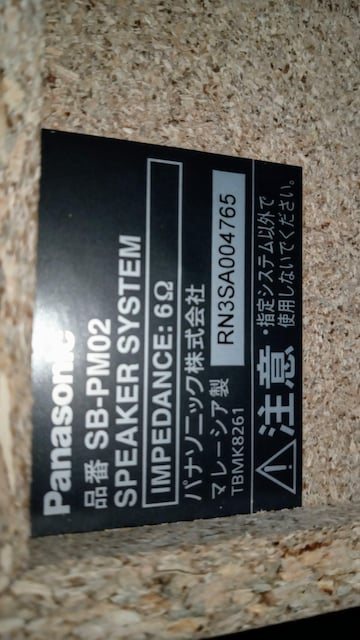 Panasonic
品番 SB-PM02
SPEAKER SYSTEM
IMPEDANCE: 6Ω
パナソニック株式会社
マレーシア製
TBMK8261
RN3SA004765
注意
・指定システム以外で
使用しないでください。